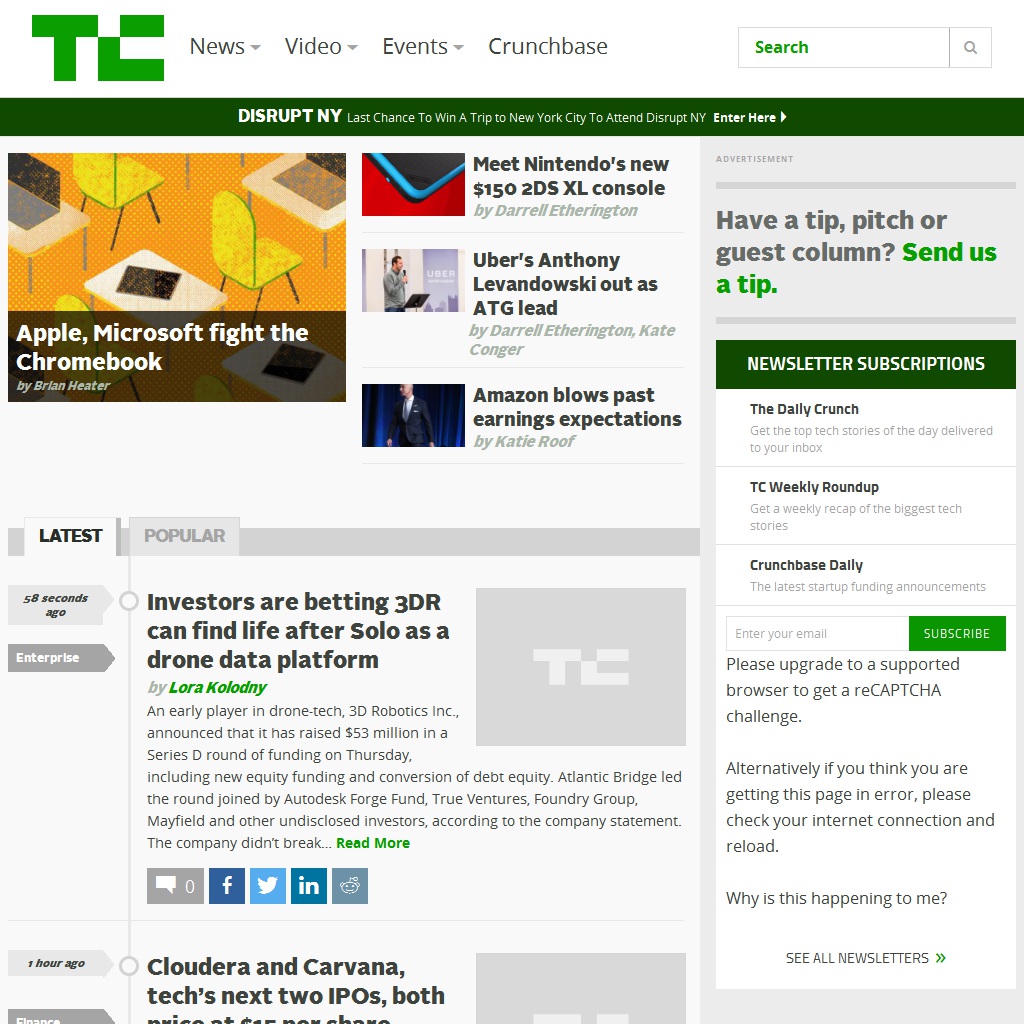 TC
News
Video
Events
Crunchbase
Search
DISRUPT NY Last Chance To Win A Trip to New York City To Attend Disrupt NY Enter Here
Apple, Microsoft fight the
Chromebook
by Brian Heater
Meet Nintendo's new
$150 2DS XL console
by Darrell Etherington
UBER
Uber's Anthony
Levandowski out as
ATG lead
by Darrell Etherington, Kate
Conger
Amazon blows past
earnings expectations
by Katie Roof
ADVERTISEMENT
Have a tip, pitch or
guest column? Send us
a tip.
NEWSLETTER SUBSCRIPTIONS
The Daily Crunch
Get the top tech stories of the day delivered
to your inbox
TC Weekly Roundup
Get a weekly recap of the biggest tech
stories
Crunchbase Daily
The latest startup funding announcements
Enter your email
SUBSCRIBE
Please upgrade to a supported
browser to get a reCAPTCHA
challenge.
Alternatively if you think you are
getting this page in error, please
check your internet connection and
reload.
Why is this happening to me?
SEE ALL NEWSLETTERS »
LATEST
POPULAR
58 seconds
ago
Enterprise
Investors are betting 3DR
can find life after Solo as a
drone data platform
by Lora Kolodny
TC
An early player in drone-tech, 3D Robotics Inc.,
announced that it has raised $53 million in a
Series D round of funding on Thursday,
including new equity funding and conversion of debt equity. Atlantic Bridge led
the round joined by Autodesk Forge Fund, True Ventures, Foundry Group,
Mayfield and other undisclosed investors, according to the company statement.
The company didn't break... Read More
0
f
in
1 hour ago
Finance
Cloudera and Carvana,
tech's next two IPOs, both
price at $15 per share